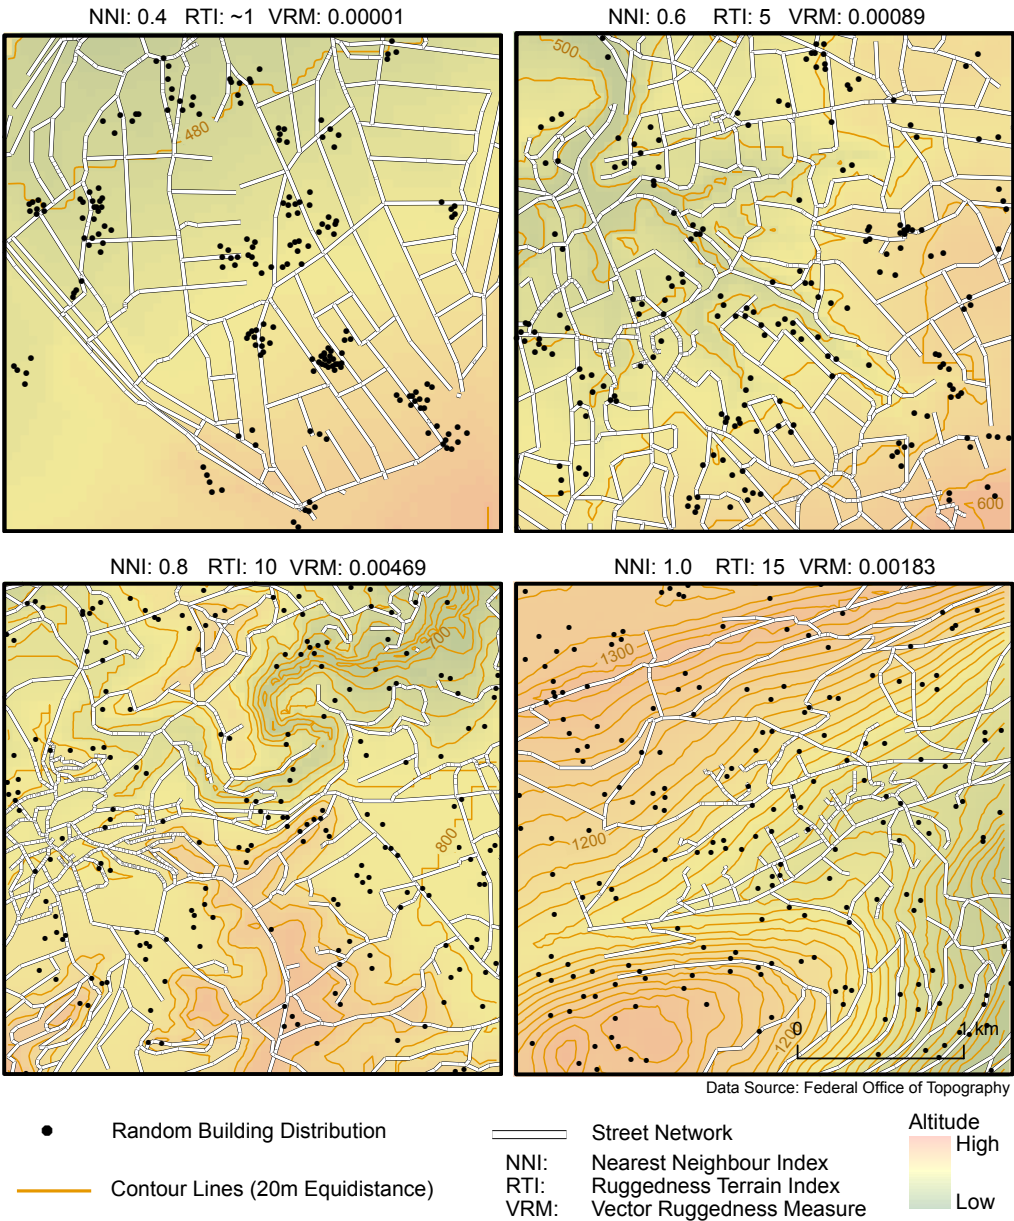 NNI: 0.4 RTI: ~1 VRM: 0.00001
NNI: 0.6 RTI: 5 VRM: 0.00089
480
500
600
NNI: 0.8 RTI: 10 VRM: 0.00469
NNI: 1.0 RTI: 15 VRM: 0.00183
700
800
1300
1200
1200
0 1 km
Data Source: Federal Office of Topography
Random Building Distribution
Contour Lines (20m Equidistance)
Street Network
NNI: Nearest Neighbour Index
RTI: Ruggedness Terrain Index
VRM: Vector Ruggedness Measure
Altitude
High
Low